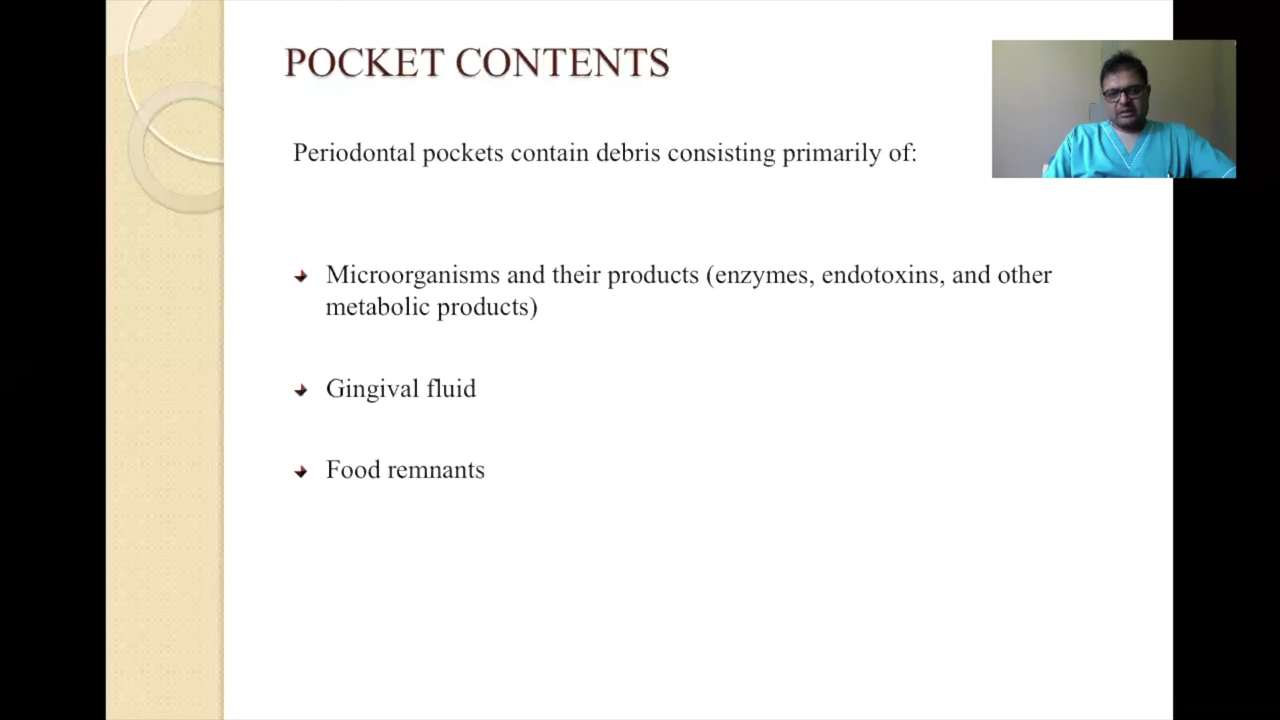 POCKET CONTENTS
Periodontal pockets contain debris consisting primarily of:
Microorganisms and their products (enzymes, endotoxins, and other
metabolic products)
Gingival fluid
Food remnants